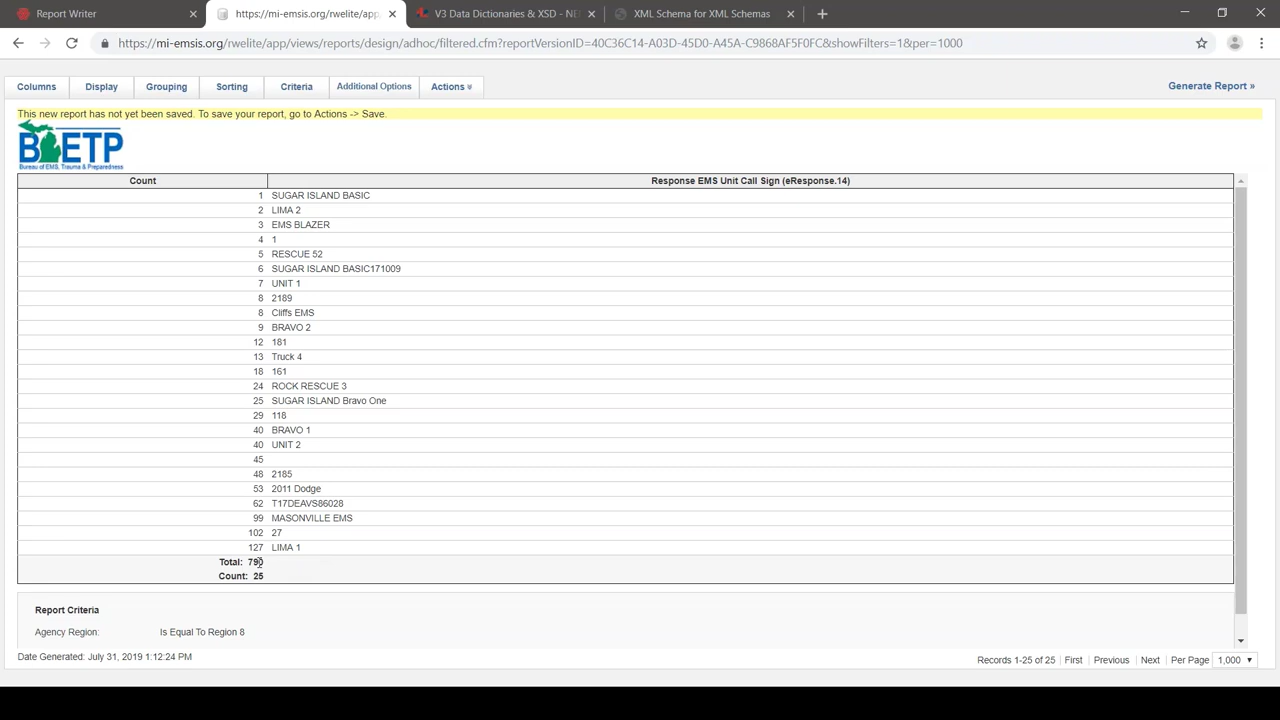 Report Writer
https://mi-emsis.org/rwelite/app
V3 Data Dictionaries & XSD - NE
XML Schema for XML Schemas
https://mi-emsis.org/rwelite/app/views/reports/design/adhoc/filtered.cfm?reportVersionID=40C36C14-A03D-45D0-A45A-C9868AF5F0FC&showFilters=1&per=1000
Columns Display Grouping Sorting Criteria Additional Options Actions Generate Report »
This new report has not yet been saved. To save your report, go to Actions -> Save.
BETP
Bureau of EMS, Trauma & Preparedness
Count Response EMS Unit Call Sign (eResponse.14)
1 SUGAR ISLAND BASIC
2 LIMA 2
3 EMS BLAZER
4 1
5 RESCUE 52
6 SUGAR ISLAND BASIC171009
7 UNIT 1
8 2189
8 Cliffs EMS
9 BRAVO 2
12 181
13 Truck 4
18 161
24 ROCK RESCUE 3
25 SUGAR ISLAND Bravo One
29 118
40 BRAVO 1
40 UNIT 2
45
48 2185
53 2011 Dodge
62 T17DEAVS86028
99 MASONVILLE EMS
102 27
127 LIMA 1
Total: 790
Count: 25
Report Criteria
Agency Region: Is Equal To Region 8
Date Generated: July 31, 2019 1:12:24 PM
Records 1-25 of 25 First Previous Next Per Page 1,000